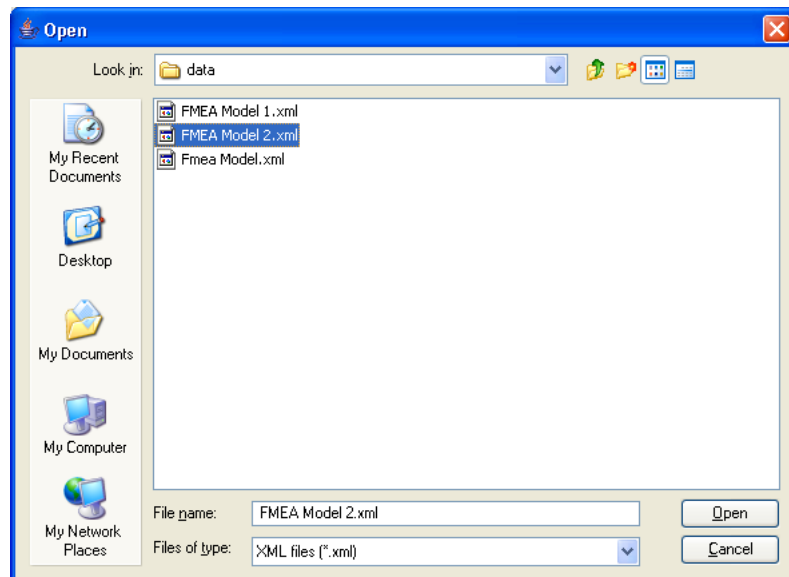 Open
Look in: data
FMEA Model 1.xml
FMEA Model 2.xml
Fmea Model.xml
My Recent
Documents
Desktop
My Documents
My Computer
My Network
Places
File name: FMEA Model 2.xml
Open
Files of type: XML files (*.xml)
Cancel